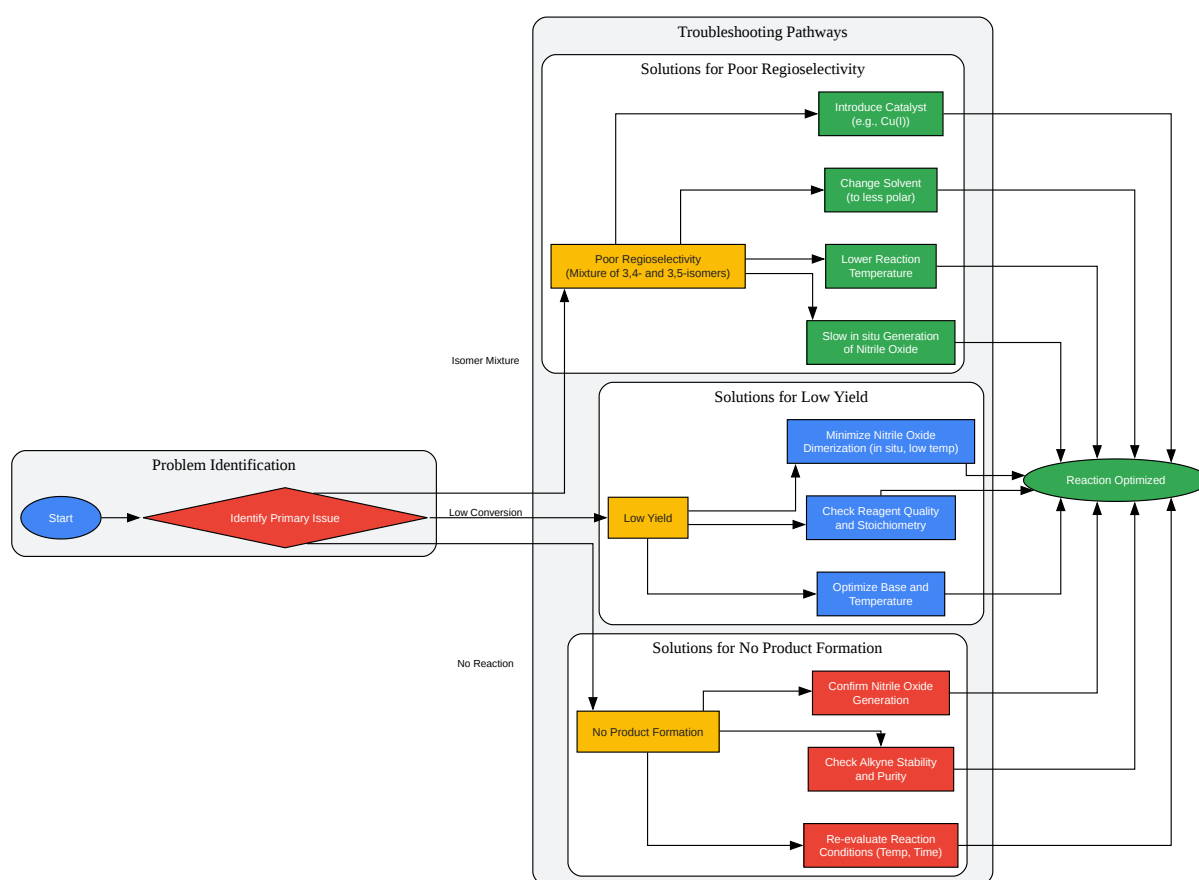 Troubleshooting Pathways
Solutions for Poor Regioselectivity
Introduce Catalyst
(e.g., Cu(I))
Change Solvent
(to less polar)
Poor Regioselectivity
(Mixture of 3,4- and 3,5-isomers)
Lower Reaction
Temperature
Slow in situ Generation
of Nitrile Oxide
Isomer Mixture
Solutions for Low Yield
Minimize Nitrile Oxide
Dimerization (in situ, low temp)
Problem Identification
Start
Identify Primary Issue
Low Conversion
Low Yield
Check Reagent Quality
and Stoichiometry
Reaction Optimized
Optimize Base and
Temperature
No Reaction
Solutions for No Product Formation
Confirm Nitrile Oxide
Generation
No Product Formation
Check Alkyne Stability
and Purity
Re-evaluate Reaction
Conditions (Temp, Time)